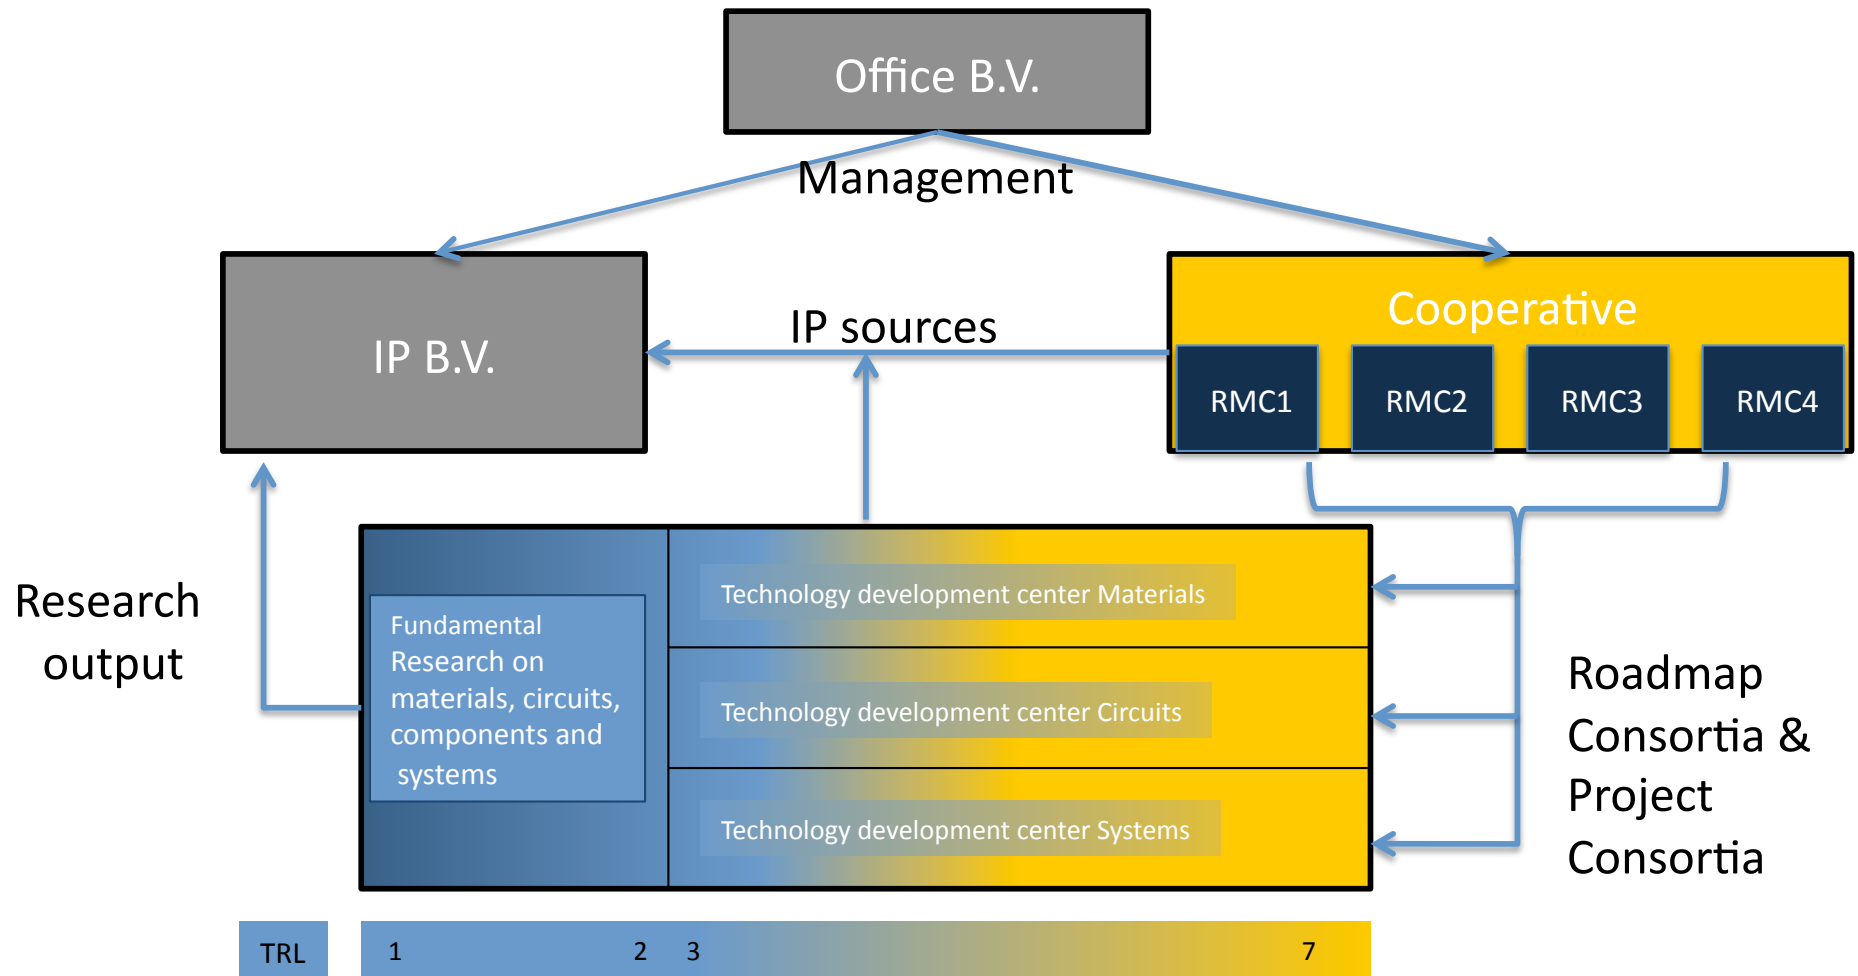 Office B.V.
Management
IP B.V.
IP sources
Cooperative
RMC1
RMC2
RMC3
RMC4
Research
output
Fundamental
Research on
materials, circuits,
components and
systems
Technology development center Materials
Technology development center Circuits
Technology development center Systems
Roadmap
Consortia &
Project
Consortia
TRL
1
2
3
7